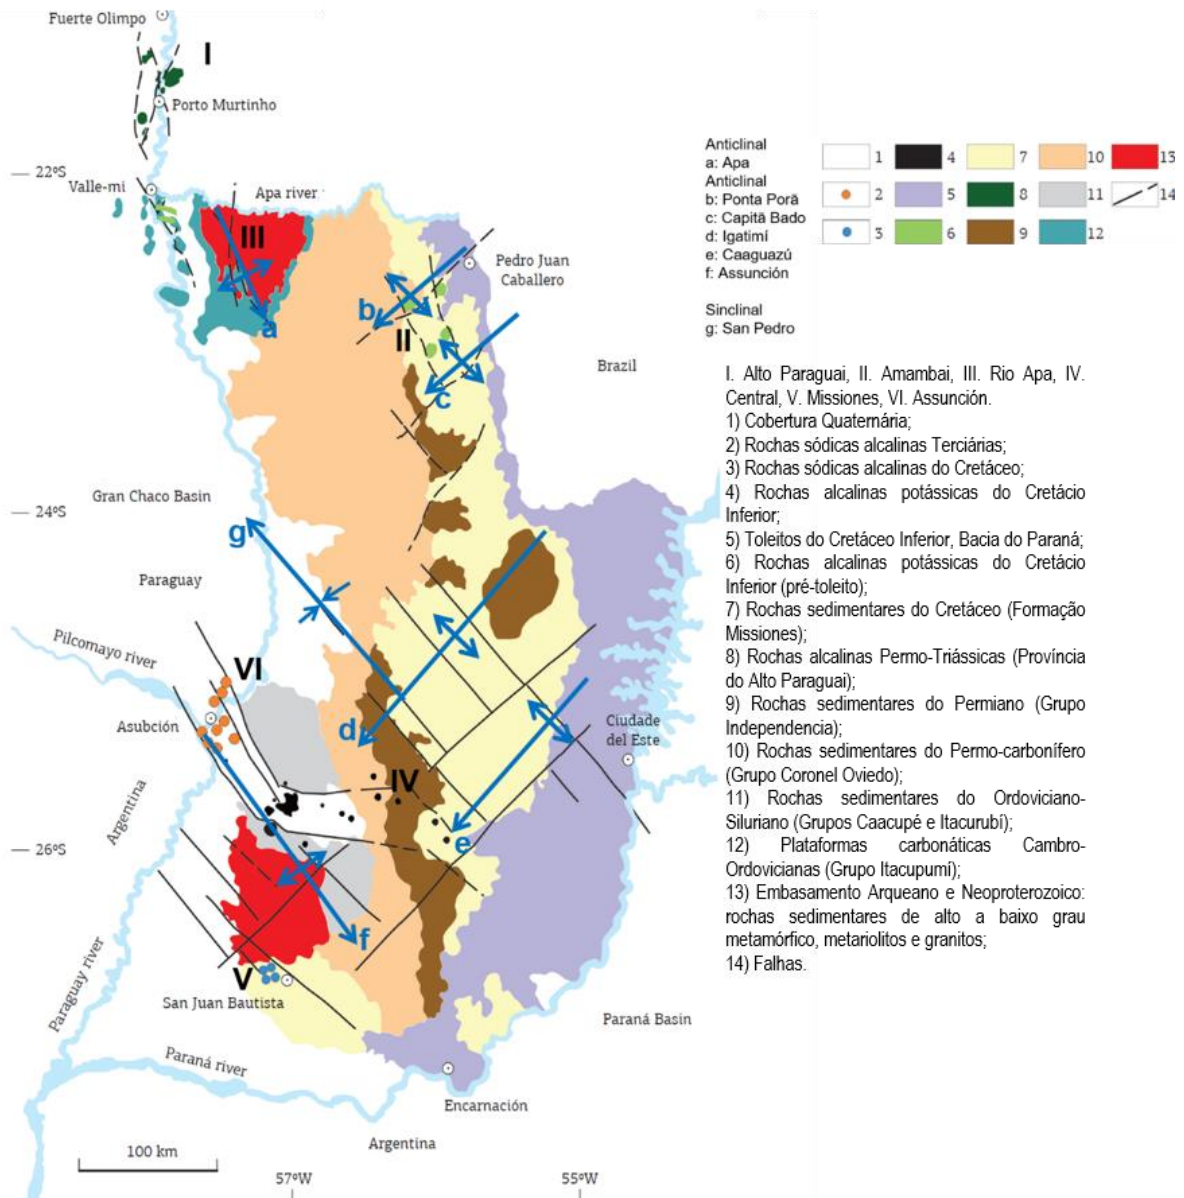 Fuerte Olimpo
I
Porto Murtinho
22ºS
Valle-mi
Apa river
III
a
b
II
c
Pedro Juan
Caballero
Brazil
Gran Chaco Basin
24ºS
g
Paraguay
Pilcomayo river
VI
Asubción
d
Ciudade
del Este
IV
e
Argentina
26ºS
f
V
San Juan Bautista
Paraguay river
Paraná river
Paraná Basin
Encarnación
Argentina
100 km
57ºW
55ºW
Anticlinal
a: Apa
Anticlinal
b: Ponta Porã
c: Capitã Bado
d: Igatimí
e: Caaguazú
f: Assunción
Sinclinal
g: San Pedro
1 4 7 10 13
2 5 8 11 14
3 6 9 12
I. Alto Paraguai, II. Amambai, III. Rio Apa, IV.
Central, V. Missiones, VI. Assunción.
1) Cobertura Quaternária;
2) Rochas sódicas alcalinas Terciárias;
3) Rochas sódicas alcalinas do Cretáceo;
4) Rochas alcalinas potássicas do Cretácio
Inferior;
5) Toleitos do Cretáceo Inferior, Bacia do Paraná;
6) Rochas alcalinas potássicas do Cretácio
Inferior (pré-toleito);
7) Rochas sedimentares do Cretáceo (Formação
Missiones);
8) Rochas alcalinas Permo-Triássicas (Província
do Alto Paraguai);
9) Rochas sedimentares do Permiano (Grupo
Independencia);
10) Rochas sedimentares do Permo-carbonífero
(Grupo Coronel Oviedo);
11) Rochas sedimentares do Ordoviciano-
Siluriano (Grupos Caacupé e Itacurubí);
12) Plataformas carbonáticas Cambro-
Ordovicianas (Grupo Itacupumí);
13) Embasamento Arqueano e Neoproterozoico:
rochas sedimentares de alto a baixo grau
metamórfico, metariolitos e granitos;
14) Falhas.